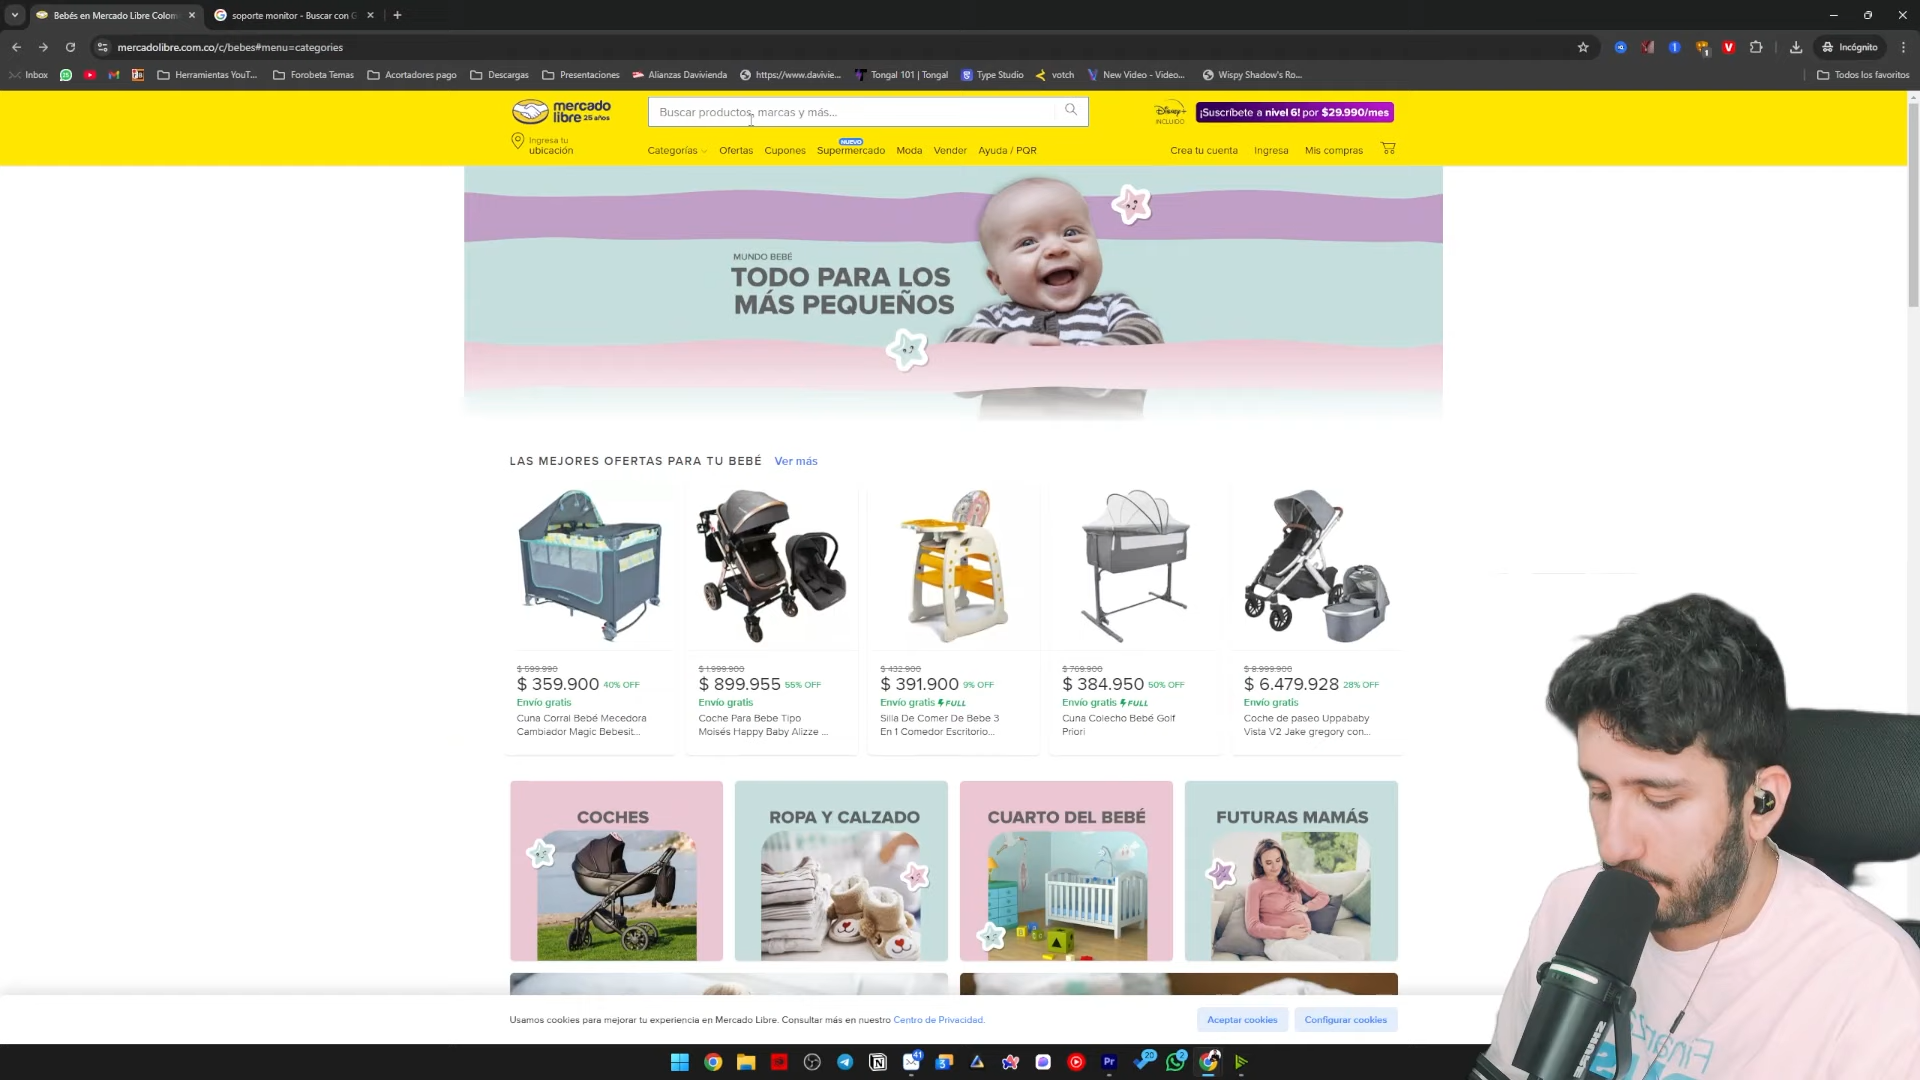 Bebés en Mercado Libre Colom
soporte monitor - Buscar con G
mercadolibre.com.co/c/bebes#menu=categories
Incógnito
Inbox
Herramientas YouT...
Forobeta Temas
Acortadores pago
Descargas
Presentaciones
Alianzas Davivienda
https://www.davivie...
Tongal 101 | Tongal
Type Studio
votch
New Video - Video...
Wispy Shadow's Ro...
Todos los favoritos
mercado
libre 25 años
Buscar productos, marcas y más...
Disney+
INCLUIDO
¡Suscríbete a nivel 6! por $29.990/mes
Ingresa tu
ubicación
NUEVO
Categorías Ofertas Cupones Supermercado Moda Vender Ayuda / PQR
Crea tu cuenta Ingresa Mis compras
MUNDO BEBÉ
TODO PARA LOS
MÁS PEQUEÑOS
LAS MEJORES OFERTAS PARA TU BEBÉ Ver más
$ 599.990
$ 359.900 40% OFF
Envío gratis
Cuna Corral Bebé Mecedora
Cambiador Magic Bebesit...
$ 1.999.900
$ 899.955 55% OFF
Envío gratis
Coche Para Bebe Tipo
Moisés Happy Baby Alizze ...
$ 432.900
$ 391.900 9% OFF
Envío gratis FULL
Silla De Comer De Bebe 3
En 1 Comedor Escritorio...
$ 769.900
$ 384.950 50% OFF
Envío gratis FULL
Cuna Colecho Bebé Golf
Priori
$ 8.999.900
$ 6.479.928 28% OFF
Envío gratis
Coche de paseo Uppababy
Vista V2 Jake gregory con...
COCHES
ROPA Y CALZADO
CUARTO DEL BEBÉ
FUTURAS MAMÁS
Usamos cookies para mejorar tu experiencia en Mercado Libre. Consultar más en nuestro Centro de Privacidad.
Aceptar cookies
Configurar cookies
41
3
Pr
20
2